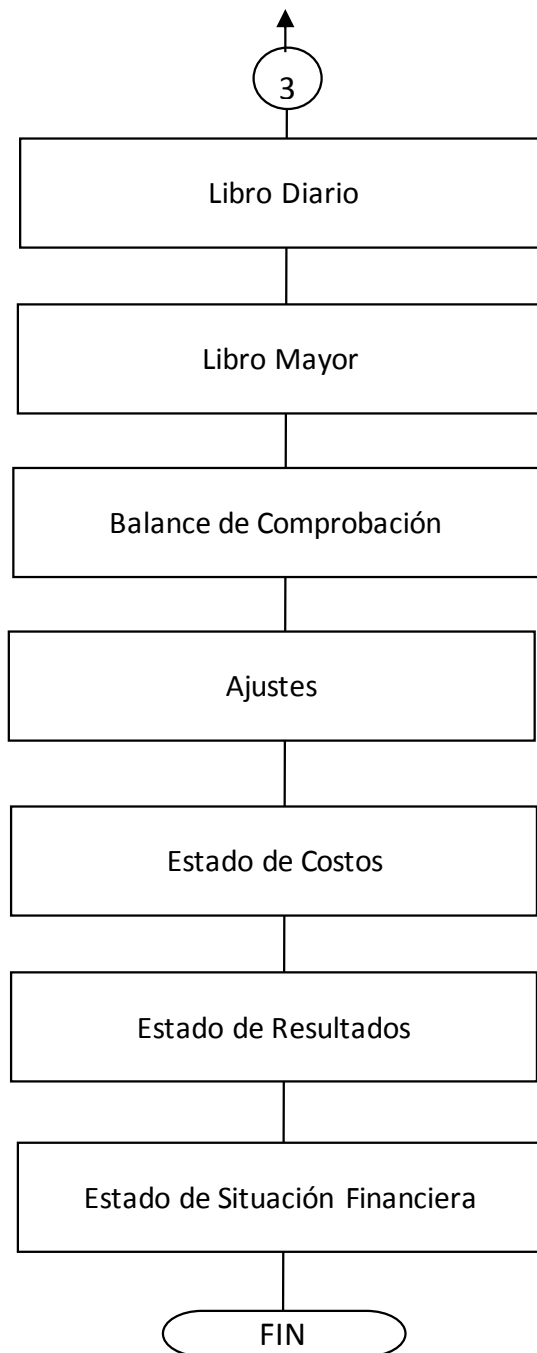 3
Libro Diario
Libro Mayor
Balance de Comprobación
Ajustes
Estado de Costos
Estado de Resultados
Estado de Situación Financiera
FIN